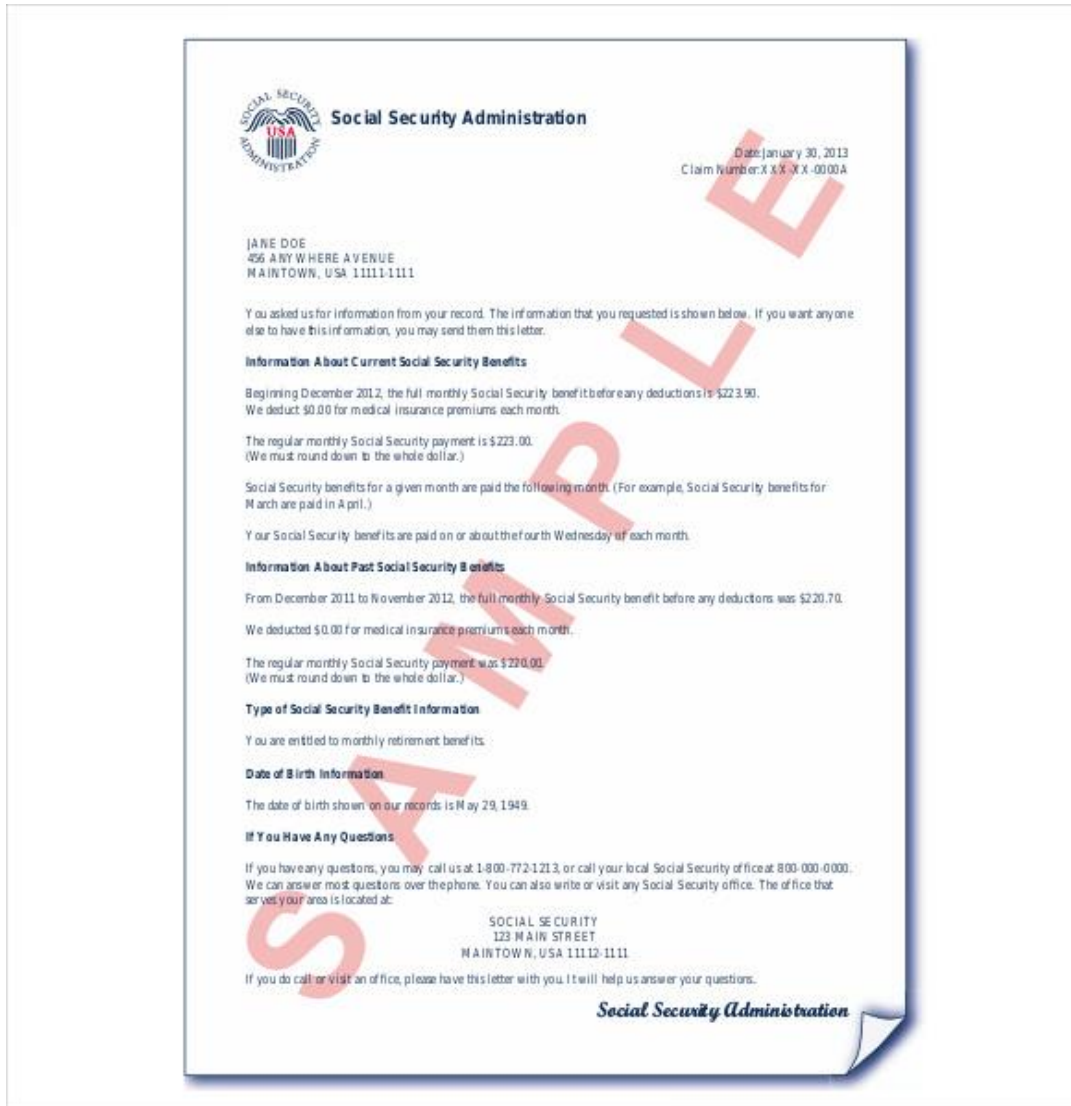 SOCIAL SECURITY ADMINISTRATION
USA
Social Security Administration
Date:January 30, 2013
Claim Number:XXX-XX-0000A
JANE DOE
456 ANYWHERE AVENUE
MAINTOWN, USA 11111-1111
You asked us for information from your record. The information that you requested is shown below. If you want anyone
else to have this information, you may send them this letter.
Information About Current Social Security Benefits
Beginning December 2012, the full monthly Social Security benefit before any deductions is $223.90.
We deduct $0.00 for medical insurance premiums each month.
The regular monthly Social Security payment is $223.00.
(We must round down to the whole dollar.)
Social Security benefits for a given month are paid the following month. (For example, Social Security benefits for
March are paid in April.)
Your Social Security benefits are paid on or about the fourth Wednesday of each month.
Information About Past Social Security Benefits
From December 2011 to November 2012, the full monthly Social Security benefit before any deductions was $220.70.
We deducted $0.00 for medical insurance premiums each month.
The regular monthly Social Security payment was $220.00.
(We must round down to the whole dollar.)
Type of Social Security Benefit Information
You are entitled to monthly retirement benefits.
Date of Birth Information
The date of birth shown on our records is May 29, 1949.
If You Have Any Questions
If you have any questions, you may call us at 1-800-772-1213, or call your local Social Security office at 800-000-0000.
We can answer most questions over the phone. You can also write or visit any Social Security office. The office that
serves your area is located at:
SOCIAL SECURITY
123 MAIN STREET
MAINTOWN, USA 11112-1111
If you do call or visit an office, please have this letter with you. It will help us answer your questions.
Social Security Administration
SAMPLE